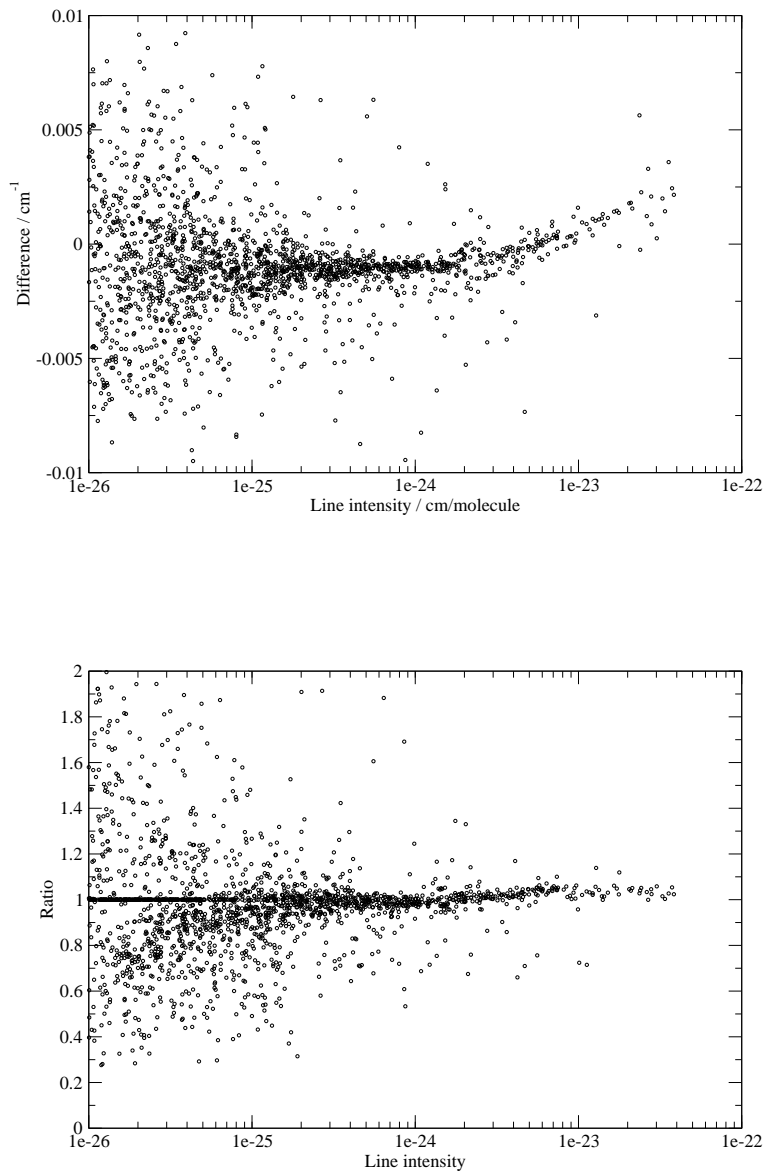 0.01
0.005
0
-0.005
-0.01
Difference / cm-1
1e-26 1e-25 1e-24 1e-23 1e-22
Line intensity / cm/molecule
2
1.8
1.6
1.4
1.2
1
0.8
0.6
0.4
0.2
0
Ratio
1e-26 1e-25 1e-24 1e-23 1e-22
Line intensity